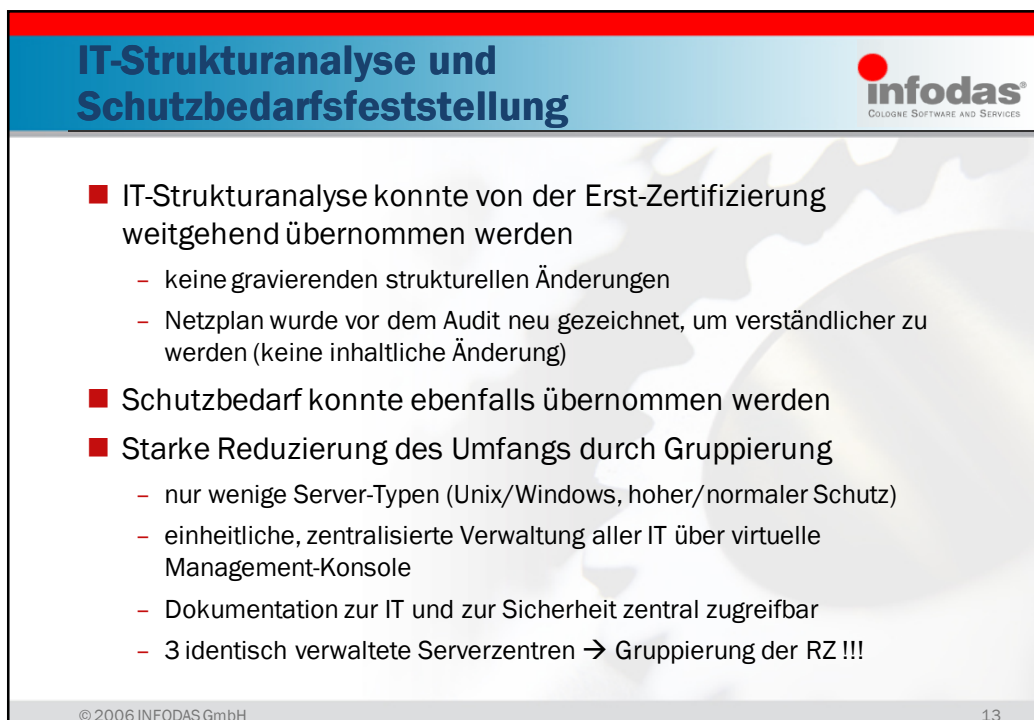 IT-Strukturanalyse und
Schutzbedarfsfeststellung
infodas®
COLOGNE SOFTWARE AND SERVICES
■ IT-Strukturanalyse konnte von der Erst-Zertifizierung
weitgehend übernommen werden
– keine gravierenden strukturellen Änderungen
– Netzplan wurde vor dem Audit neu gezeichnet, um verständlicher zu
werden (keine inhaltliche Änderung)
■ Schutzbedarf konnte ebenfalls übernommen werden
■ Starke Reduzierung des Umfangs durch Gruppierung
– nur wenige Server-Typen (Unix/Windows, hoher/normaler Schutz)
– einheitliche, zentralisierte Verwaltung aller IT über virtuelle
Management-Konsole
– Dokumentation zur IT und zur Sicherheit zentral zugreifbar
– 3 identisch verwaltete Serverzentren → Gruppierung der RZ !!!
© 2006 INFODAS GmbH
13